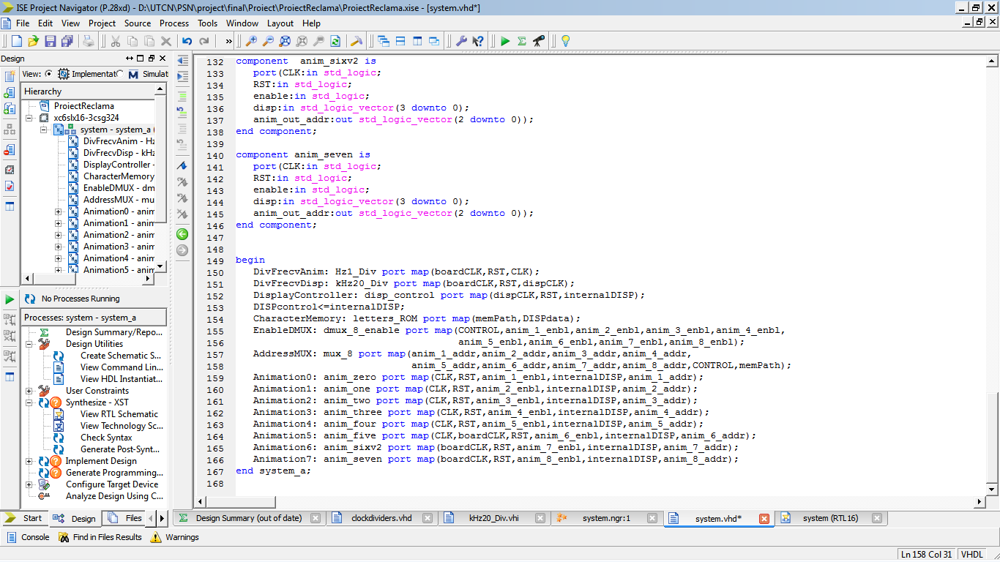 ISE Project Navigator (P.28xd) - D:\UTCN\PSN\project\final\Proiect\ProiectReclama\ProiectReclama.xise - [system.vhd*]
File Edit View Project Source Process Tools Window Layout Help
Design
View: Implementat Simulat
Hierarchy
ProiectReclama
xc6slx16-3csg324
system - system_a (
DivFrecvAnim - Hz
DivFrecvDisp - kHz
DisplayController -
CharacterMemory
EnableDMUX - dm
AddressMUX - mu
Animation0 - anim
Animation1 - anim
Animation2 - anim
Animation3 - anim
Animation4 - anim
Animation5 - anim
No Processes Running
Processes: system - system_a
Design Summary/Repo...
Design Utilities
Create Schematic S...
View Command Lin...
View HDL Instantiat...
User Constraints
Synthesize - XST
View RTL Schematic
View Technology Sc...
Check Syntax
Generate Post-Synt...
Implement Design
Generate Programming...
Configure Target Device
Analyze Design Using C...
Start Design Files
132 component  anim_sixv2 is
133    port(CLK:in std_logic;
134    RST:in std_logic;
135    enable:in std_logic;
136    disp:in std_logic_vector(3 downto 0);
137    anim_out_addr:out std_logic_vector(2 downto 0));
138 end component;
139
140 component anim_seven is
141    port(CLK:in std_logic;
142    RST:in std_logic;
143    enable:in std_logic;
144    disp:in std_logic_vector(3 downto 0);
145    anim_out_addr:out std_logic_vector(2 downto 0));
146 end component;
147
148
149 begin
150    DivFrecvAnim: Hz1_Div port map(boardCLK,RST,CLK);
151    DivFrecvDisp: kHz20_Div port map(boardCLK,RST,dispCLK);
152    DisplayController: disp_control port map(dispCLK,RST,internalDISP);
153    DISPcontrol<=internalDISP;
154    CharacterMemory: letters_ROM port map(memPath,DISPdata);
155    EnableDMUX: dmux_8_enable port map(CONTROL,anim_1_enbl,anim_2_enbl,anim_3_enbl,anim_4_enbl,
156                                       anim_5_enbl,anim_6_enbl,anim_7_enbl,anim_8_enbl);
157    AddressMUX: mux_8 port map(anim_1_addr,anim_2_addr,anim_3_addr,anim_4_addr,
158                               anim_5_addr,anim_6_addr,anim_7_addr,anim_8_addr,CONTROL,memPath);
159    Animation0: anim_zero port map(CLK,RST,anim_1_enbl,internalDISP,anim_1_addr);
160    Animation1: anim_one port map(CLK,RST,anim_2_enbl,internalDISP,anim_2_addr);
161    Animation2: anim_two port map(CLK,RST,anim_3_enbl,internalDISP,anim_3_addr);
162    Animation3: anim_three port map(CLK,RST,anim_4_enbl,internalDISP,anim_4_addr);
163    Animation4: anim_four port map(CLK,RST,anim_5_enbl,internalDISP,anim_5_addr);
164    Animation5: anim_five port map(CLK,boardCLK,RST,anim_6_enbl,internalDISP,anim_6_addr);
165    Animation6: anim_sixv2 port map(boardCLK,RST,anim_7_enbl,internalDISP,anim_7_addr);
166    Animation7: anim_seven port map(boardCLK,RST,anim_8_enbl,internalDISP,anim_8_addr);
167 end system_a;
168
Design Summary (out of date) clockdividers.vhd kHz20_Div.vhi system.ngr:1 system.vhd* system (RTL16)
Console Find in Files Results Warnings
Ln 158 Col 31 VHDL